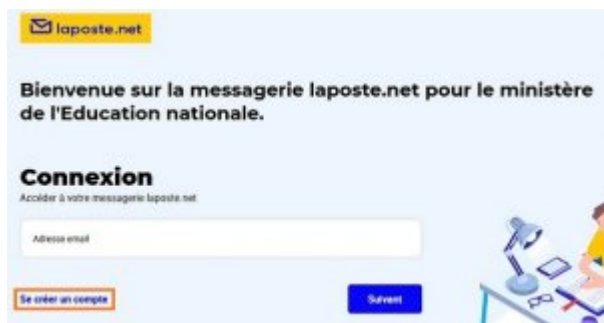 laposte.net
Bienvenue sur la messagerie laposte.net pour le ministère
de l'Education nationale.
Connexion
Accéder à votre messagerie laposte.net
Adresse email
Se créer un compte
Suivant